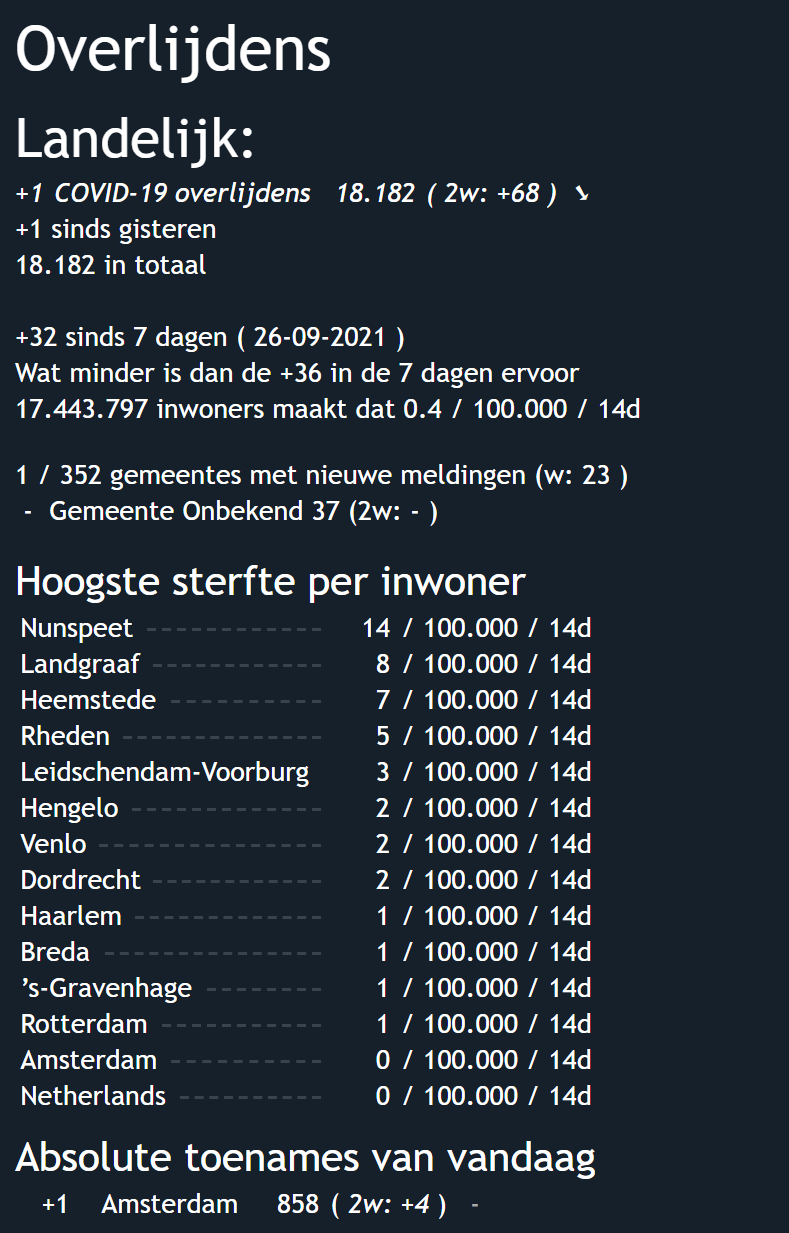 Overlijdens
Landelijk:
+1 COVID-19 overlijdens 18.182 ( 2w: +68 ) ➘
+1 sinds gisteren
18.182 in totaal
+32 sinds 7 dagen ( 26-09-2021 )
Wat minder is dan de +36 in de 7 dagen ervoor
17.443.797 inwoners maakt dat 0.4 / 100.000 / 14d
1 / 352 gemeentes met nieuwe meldingen (w: 23 )
- Gemeente Onbekend 37 (2w: - )
Hoogste sterfte per inwoner
Nunspeet ------------ 14 / 100.000 / 14d
Landgraaf ------------ 8 / 100.000 / 14d
Heemstede ---------- 7 / 100.000 / 14d
Rheden -------------- 5 / 100.000 / 14d
Leidschendam-Voorburg 3 / 100.000 / 14d
Hengelo ------------- 2 / 100.000 / 14d
Venlo --------------- 2 / 100.000 / 14d
Dordrecht ------------ 2 / 100.000 / 14d
Haarlem ------------- 1 / 100.000 / 14d
Breda --------------- 1 / 100.000 / 14d
’s-Gravenhage -------- 1 / 100.000 / 14d
Rotterdam ----------- 1 / 100.000 / 14d
Amsterdam ---------- 0 / 100.000 / 14d
Netherlands ---------- 0 / 100.000 / 14d
Absolute toenames van vandaag
+1 Amsterdam 858 ( 2w: +4 ) -